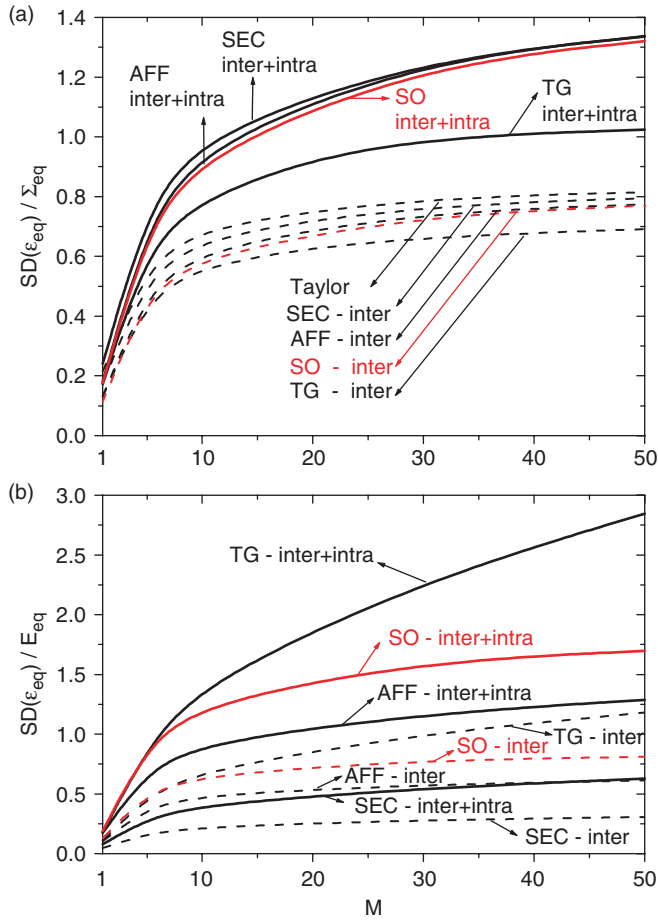 (a)
1.4
1.2
1.0
0.8
0.6
0.4
0.2
0.0
SD(εeq) / Σeq
SEC
inter+intra
AFF
inter+intra
SO
inter+intra
TG
inter+intra
Taylor
SEC - inter
AFF - inter
SO - inter
TG - inter
1 10 20 30 40 50
(b)
3.0
2.5
2.0
1.5
1.0
0.5
0.0
SD(εeq) / Eeq
TG - inter+intra
SO - inter+intra
AFF - inter+intra
TG - inter
SO - inter
AFF - inter
SEC - inter+intra
SEC - inter
1 10 20 30 40 50
M